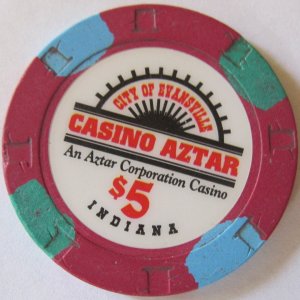 CITY OF EVANSVILLE
CASINO AZTAR
An Aztar Corporation Casino
$5
INDIANA